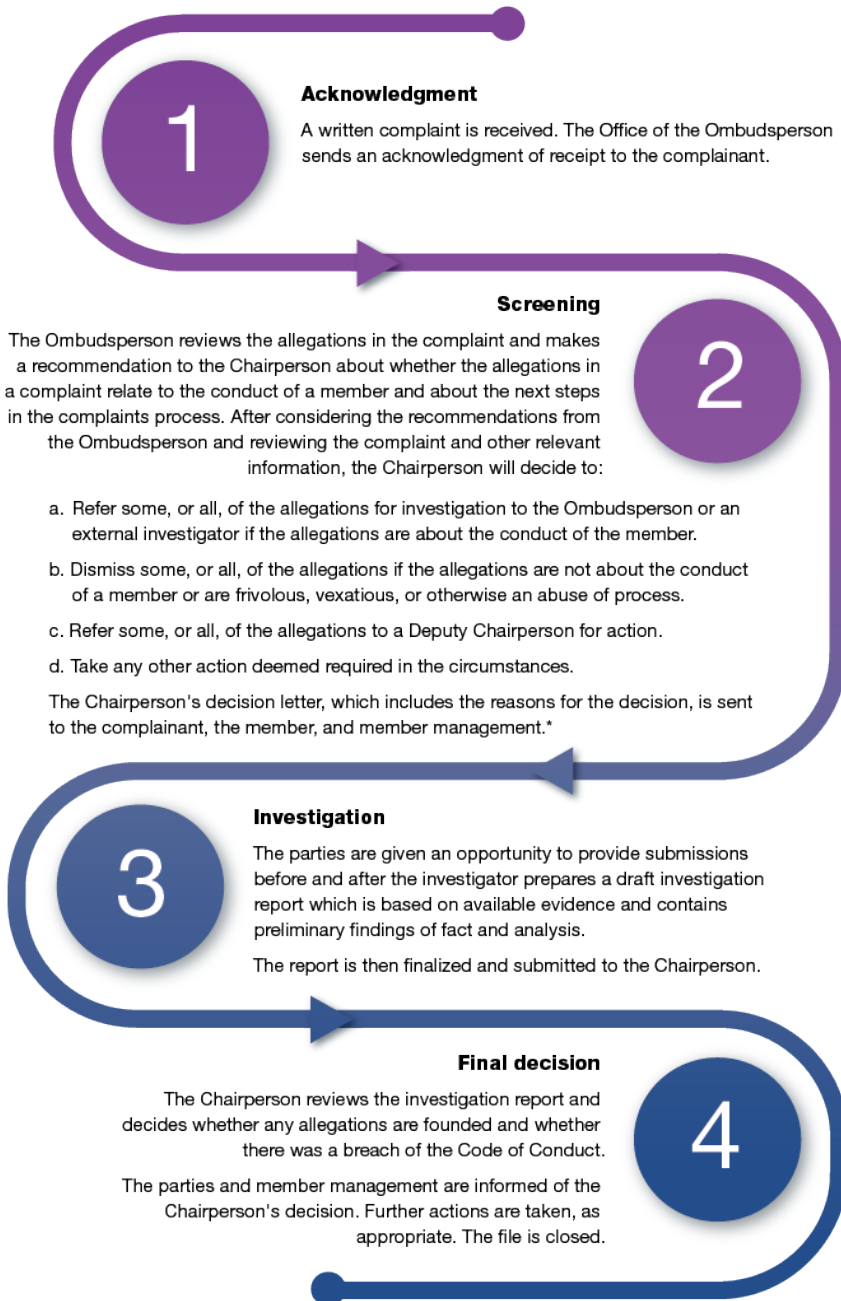 1
Acknowledgment
A written complaint is received. The Office of the Ombudsperson
sends an acknowledgment of receipt to the complainant.
Screening
2
The Ombudsperson reviews the allegations in the complaint and makes
a recommendation to the Chairperson about whether the allegations in
a complaint relate to the conduct of a member and about the next steps
in the complaints process. After considering the recommendations from
the Ombudsperson and reviewing the complaint and other relevant
information, the Chairperson will decide to:
a. Refer some, or all, of the allegations for investigation to the Ombudsperson or an
external investigator if the allegations are about the conduct of the member.
b. Dismiss some, or all, of the allegations if the allegations are not about the conduct
of a member or are frivolous, vexatious, or otherwise an abuse of process.
c. Refer some, or all, of the allegations to a Deputy Chairperson for action.
d. Take any other action deemed required in the circumstances.
The Chairperson's decision letter, which includes the reasons for the decision, is sent
to the complainant, the member, and member management.*
3
Investigation
The parties are given an opportunity to provide submissions
before and after the investigator prepares a draft investigation
report which is based on available evidence and contains
preliminary findings of fact and analysis.
The report is then finalized and submitted to the Chairperson.
Final decision
4
The Chairperson reviews the investigation report and
decides whether any allegations are founded and whether
there was a breach of the Code of Conduct.
The parties and member management are informed of the
Chairperson's decision. Further actions are taken, as
appropriate. The file is closed.